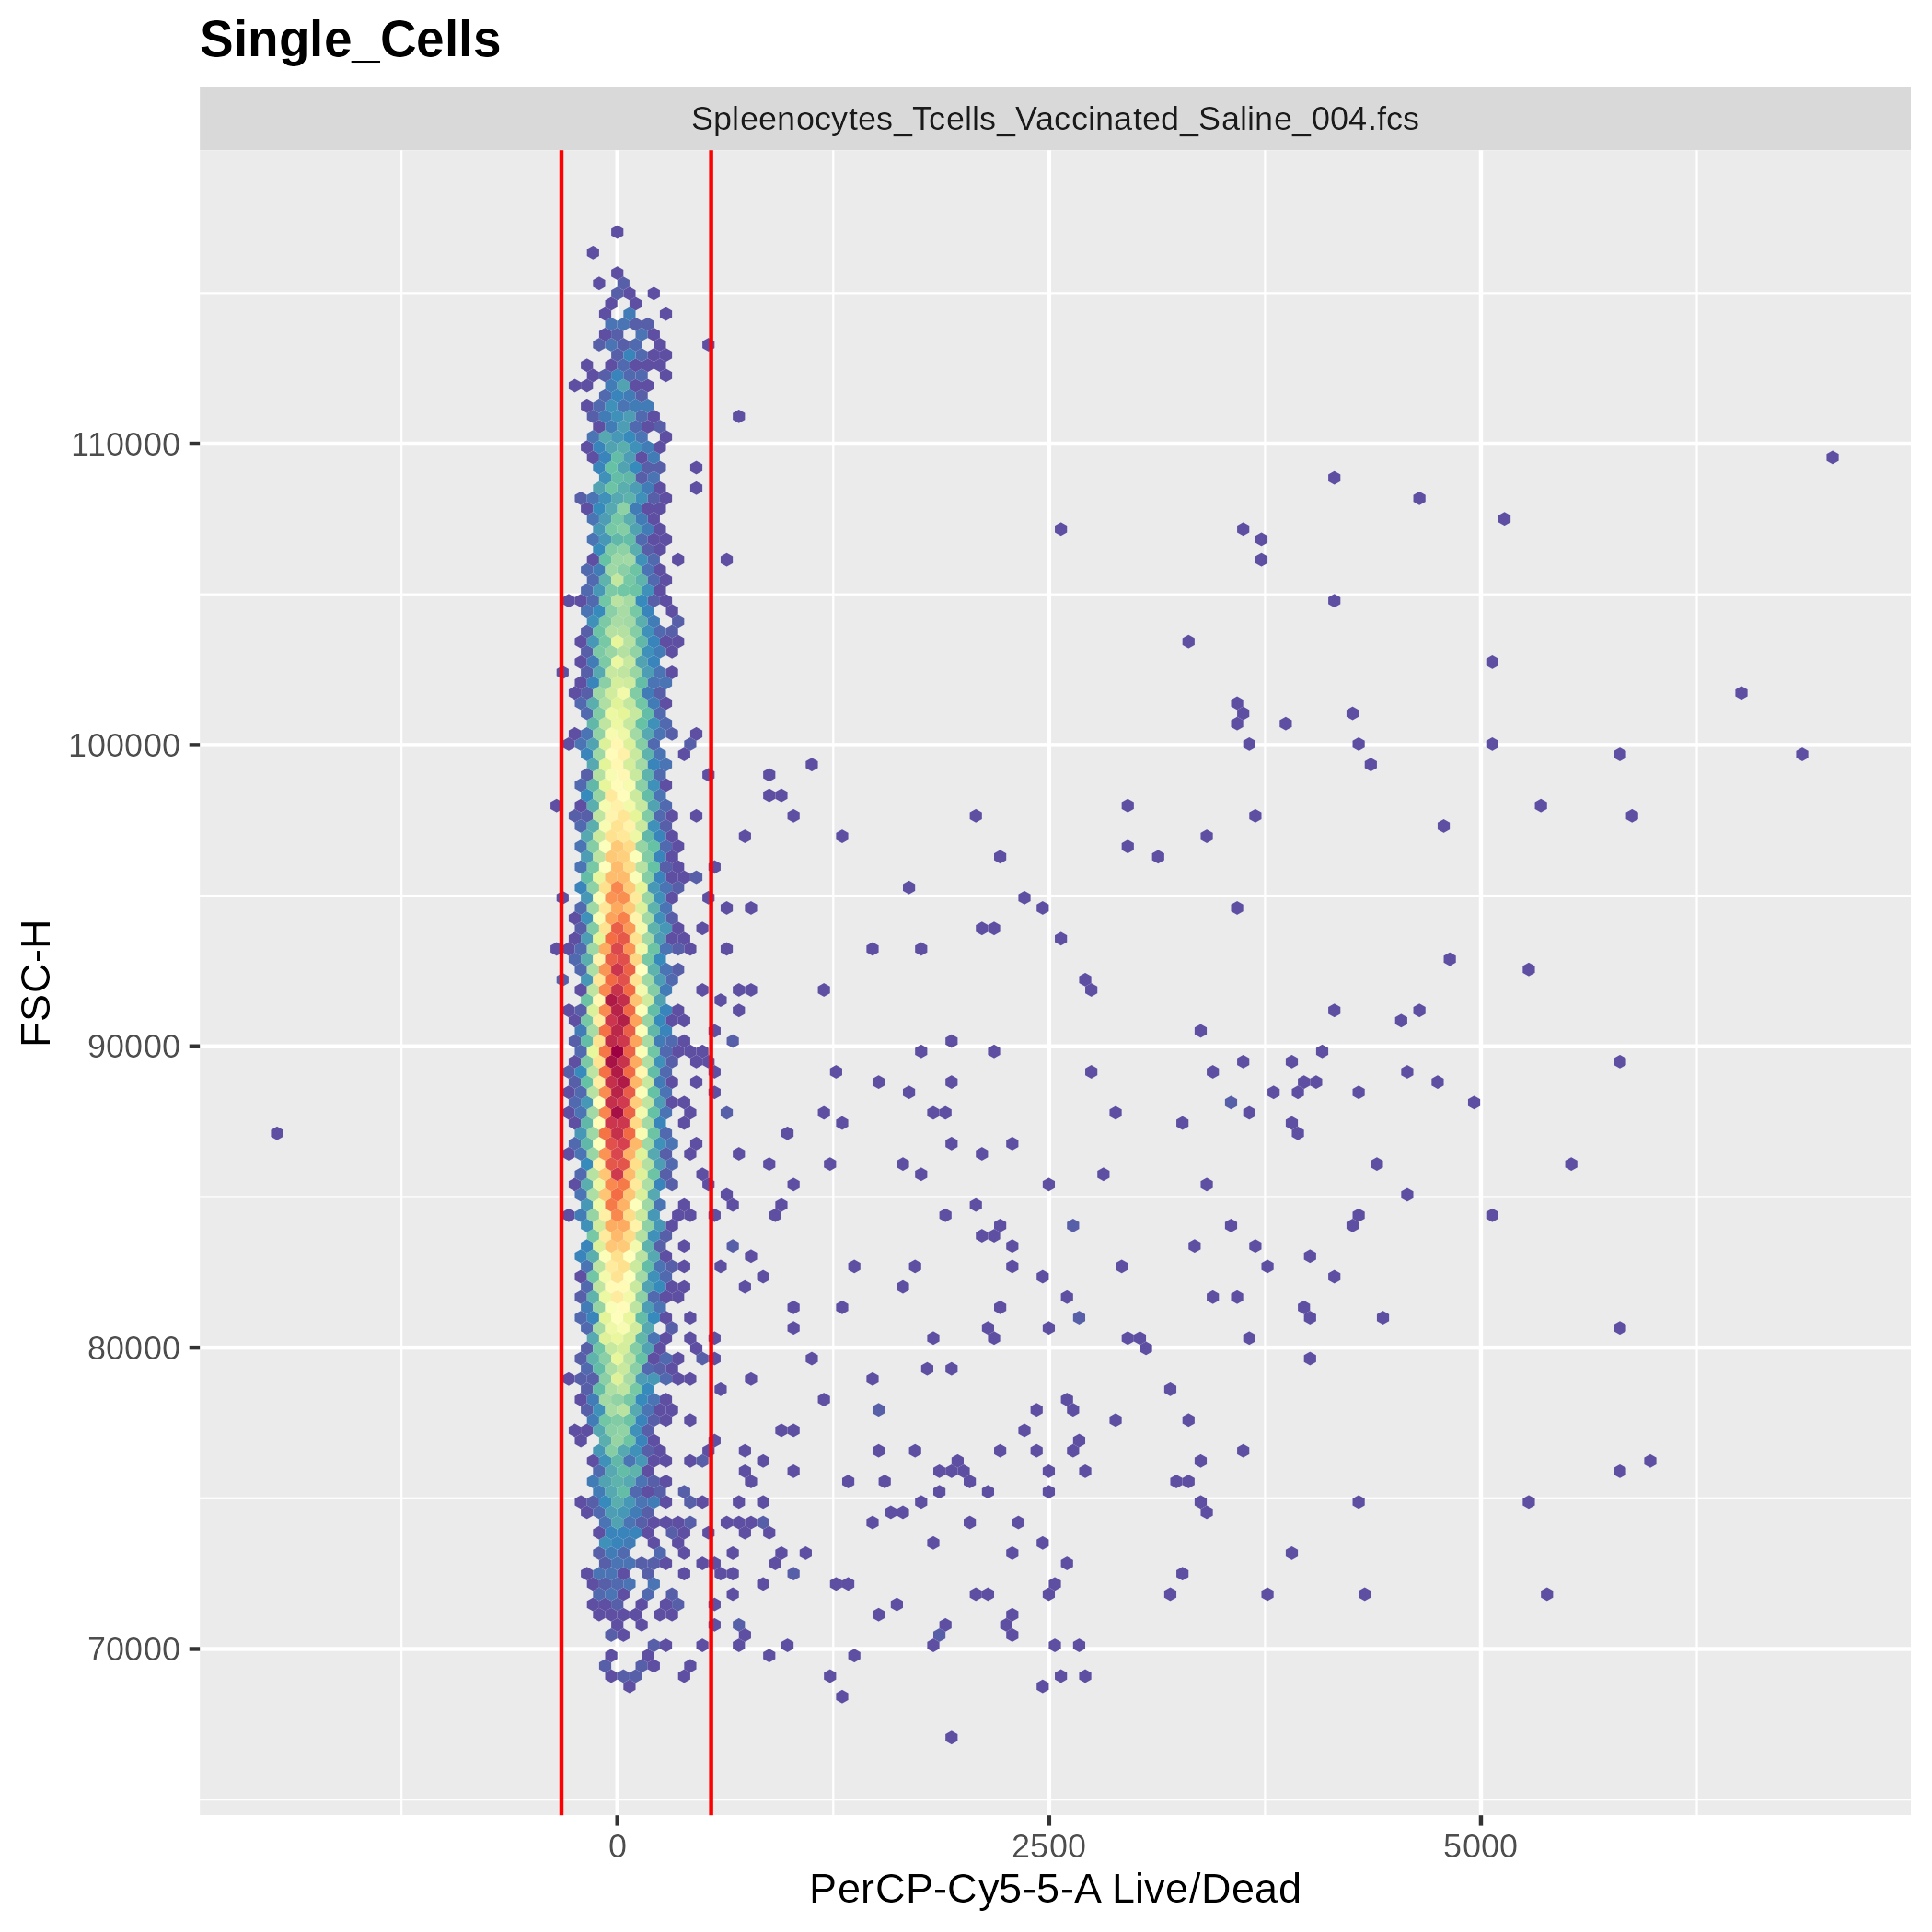 Single_Cells
Spleenocytes_Tcells_Vaccinated_Saline_004.fcs
110000
100000
90000
80000
70000
FSC-H
0 2500 5000
PerCP-Cy5-5-A Live/Dead